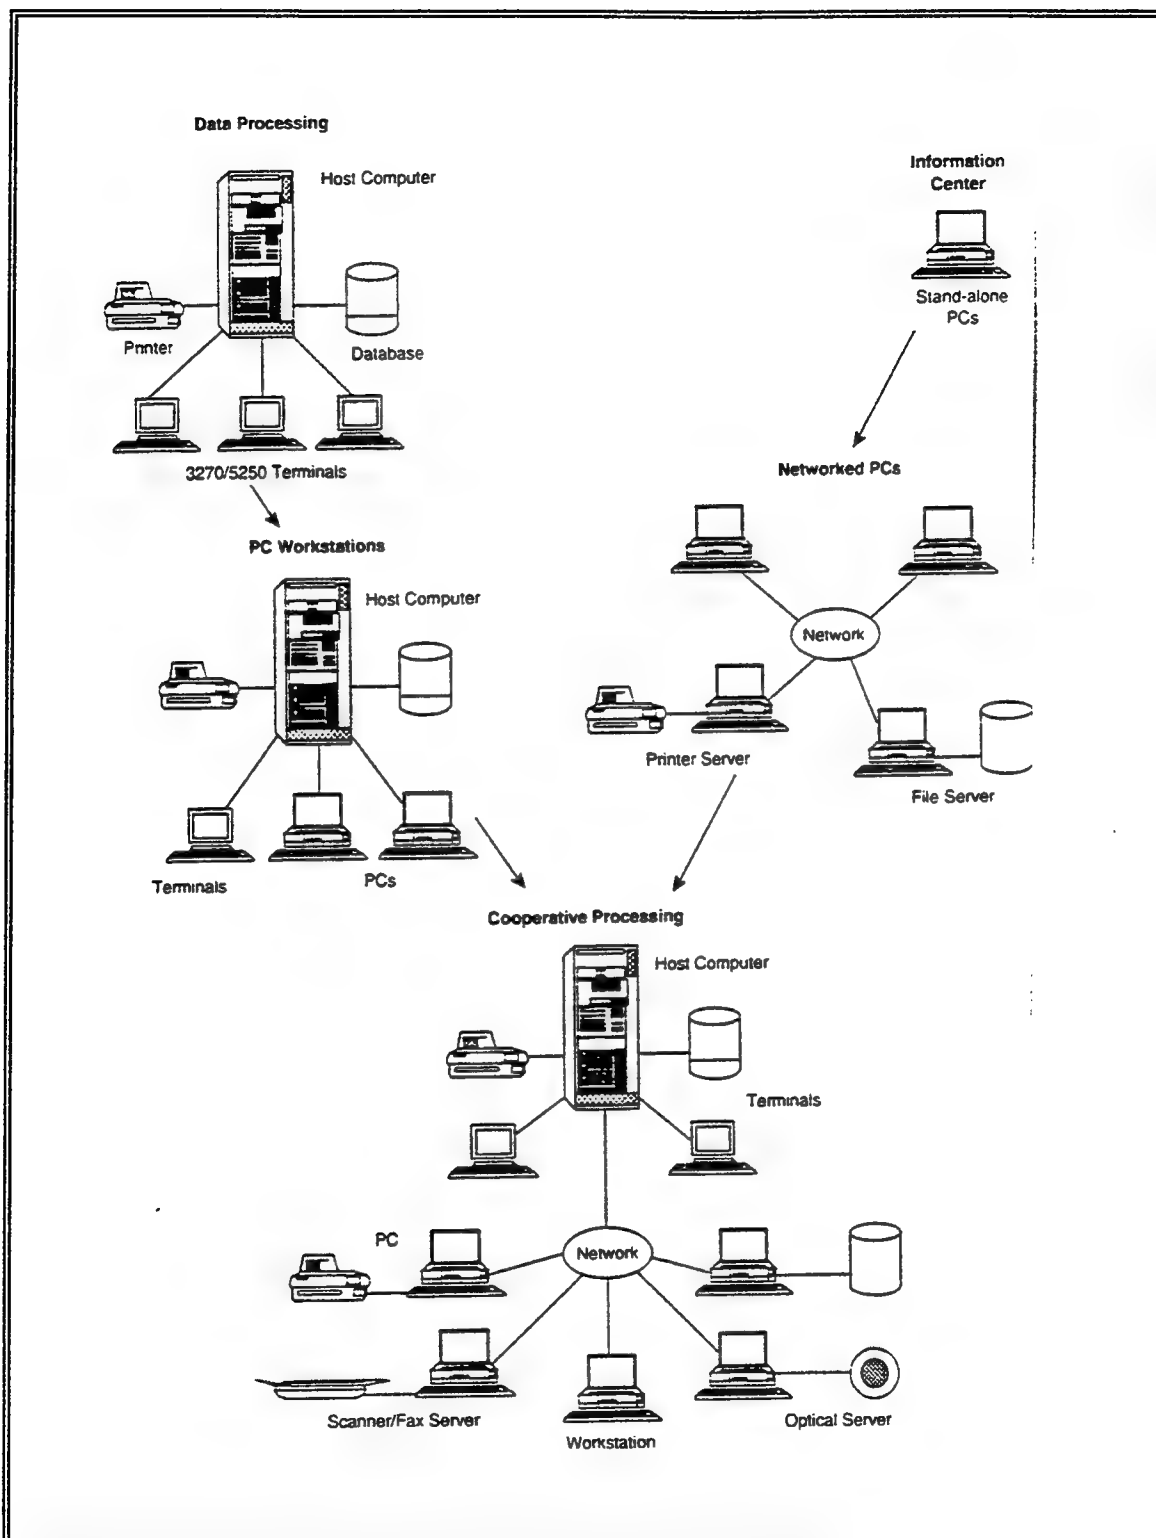 Data Processing
Host Computer
Printer
Database
3270/5250 Terminals
Information
Center
Stand-alone
PCs
Networked PCs
Network
Printer Server
File Server
PC Workstations
Host Computer
Terminals
PCs
Cooperative Processing
Host Computer
Terminals
PC
Network
Scanner/Fax Server
Workstation
Optical Server